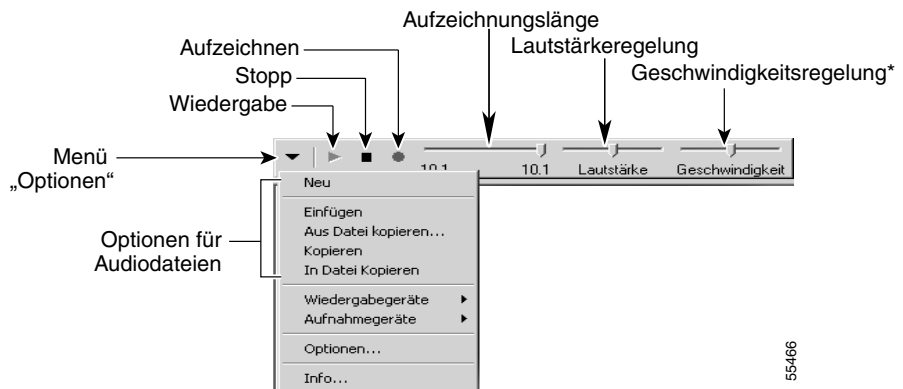 Aufzeichnungslänge
Lautstärkeregelung
Geschwindigkeitsregelung*
Aufzeichnen
Stopp
Wiedergabe
Menü
„Optionen“
10.1 10.1 Lautstärke Geschwindigkeit
Optionen für
Audiodateien
Neu
Einfügen
Aus Datei kopieren...
Kopieren
In Datei Kopieren
Wiedergabegeräte
Aufnahmegeräte
Optionen...
Info...
55466